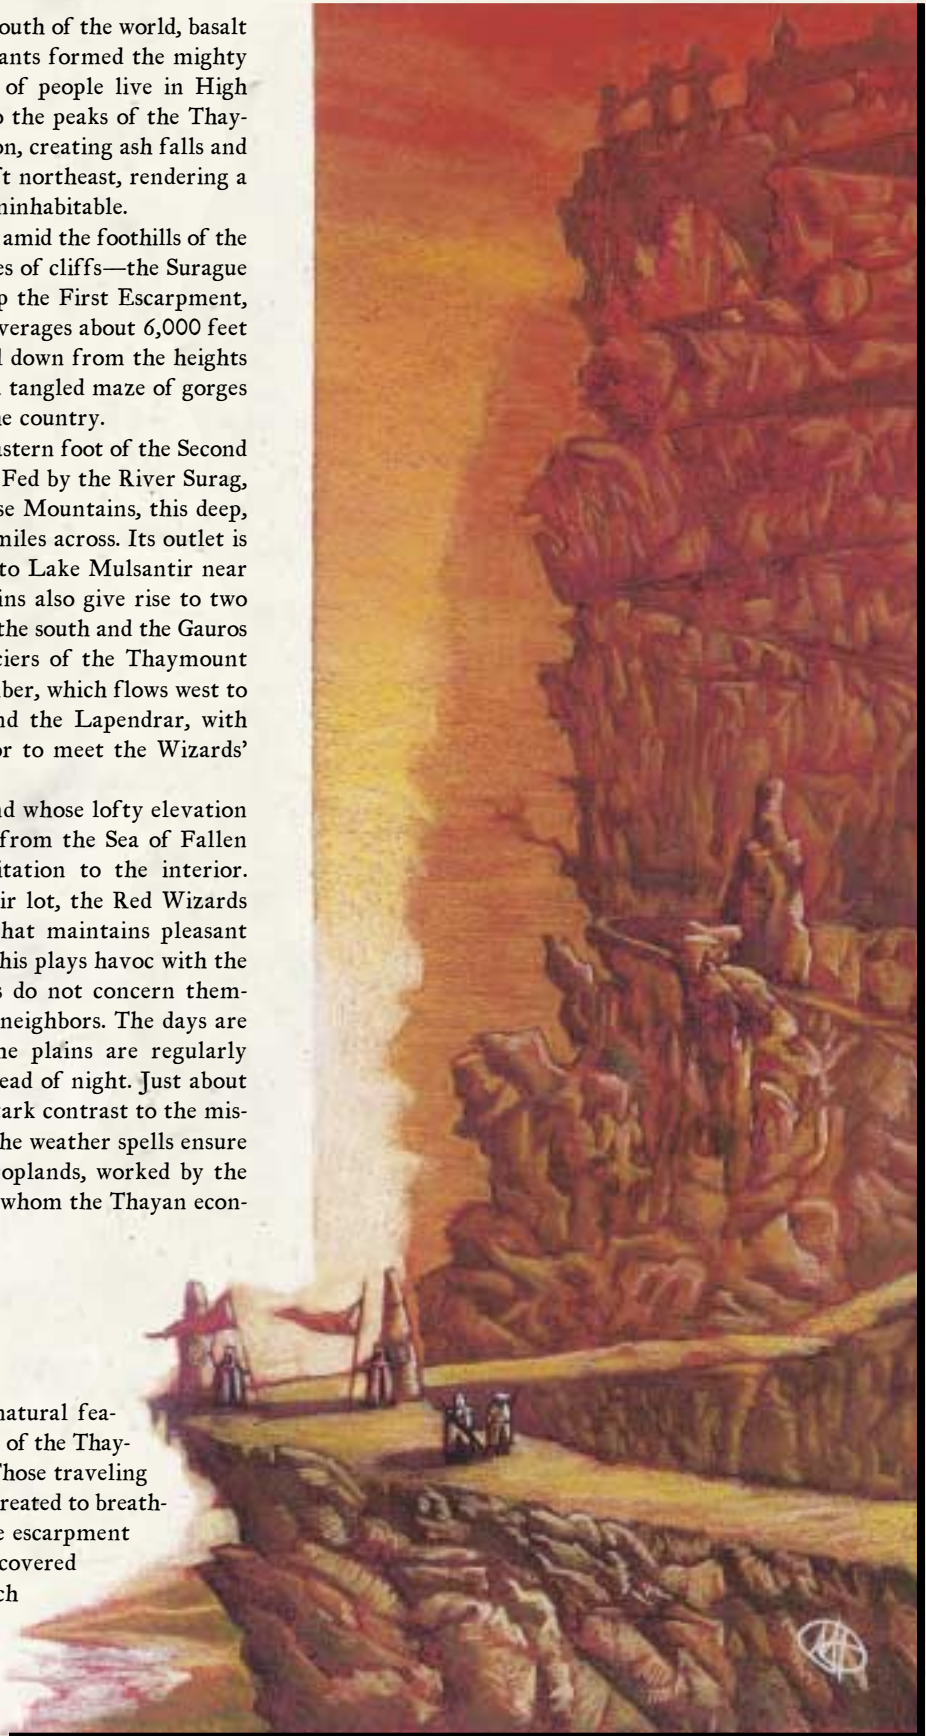 outh of the world, basalt
ants formed the mighty
of people live in High
the peaks of the Thay-
on, creating ash falls and
t northeast, rendering a
ninhabitable.
amid the foothills of the
es of cliffs—the Surague
p the First Escarpment,
verages about 6,000 feet
l down from the heights
tangled maze of gorges
he country.
astern foot of the Second
Fed by the River Surag,
se Mountains, this deep,
miles across. Its outlet is
to Lake Mulsantir near
ins also give rise to two
the south and the Gauros
ciers of the Thaymount
ber, which flows west to
nd the Lapendrar, with
or to meet the Wizards’
nd whose lofty elevation
from the Sea of Fallen
itation to the interior.
ir lot, the Red Wizards
hat maintains pleasant
his plays havoc with the
s do not concern them-
neighbors. The days are
ne plains are regularly
ead of night. Just about
tark contrast to the mis-
he weather spells ensure
oplands, worked by the
whom the Thayan econ-
natural fea-
of the Thay-
Those traveling
reated to breath-
e escarpment
covered
ch